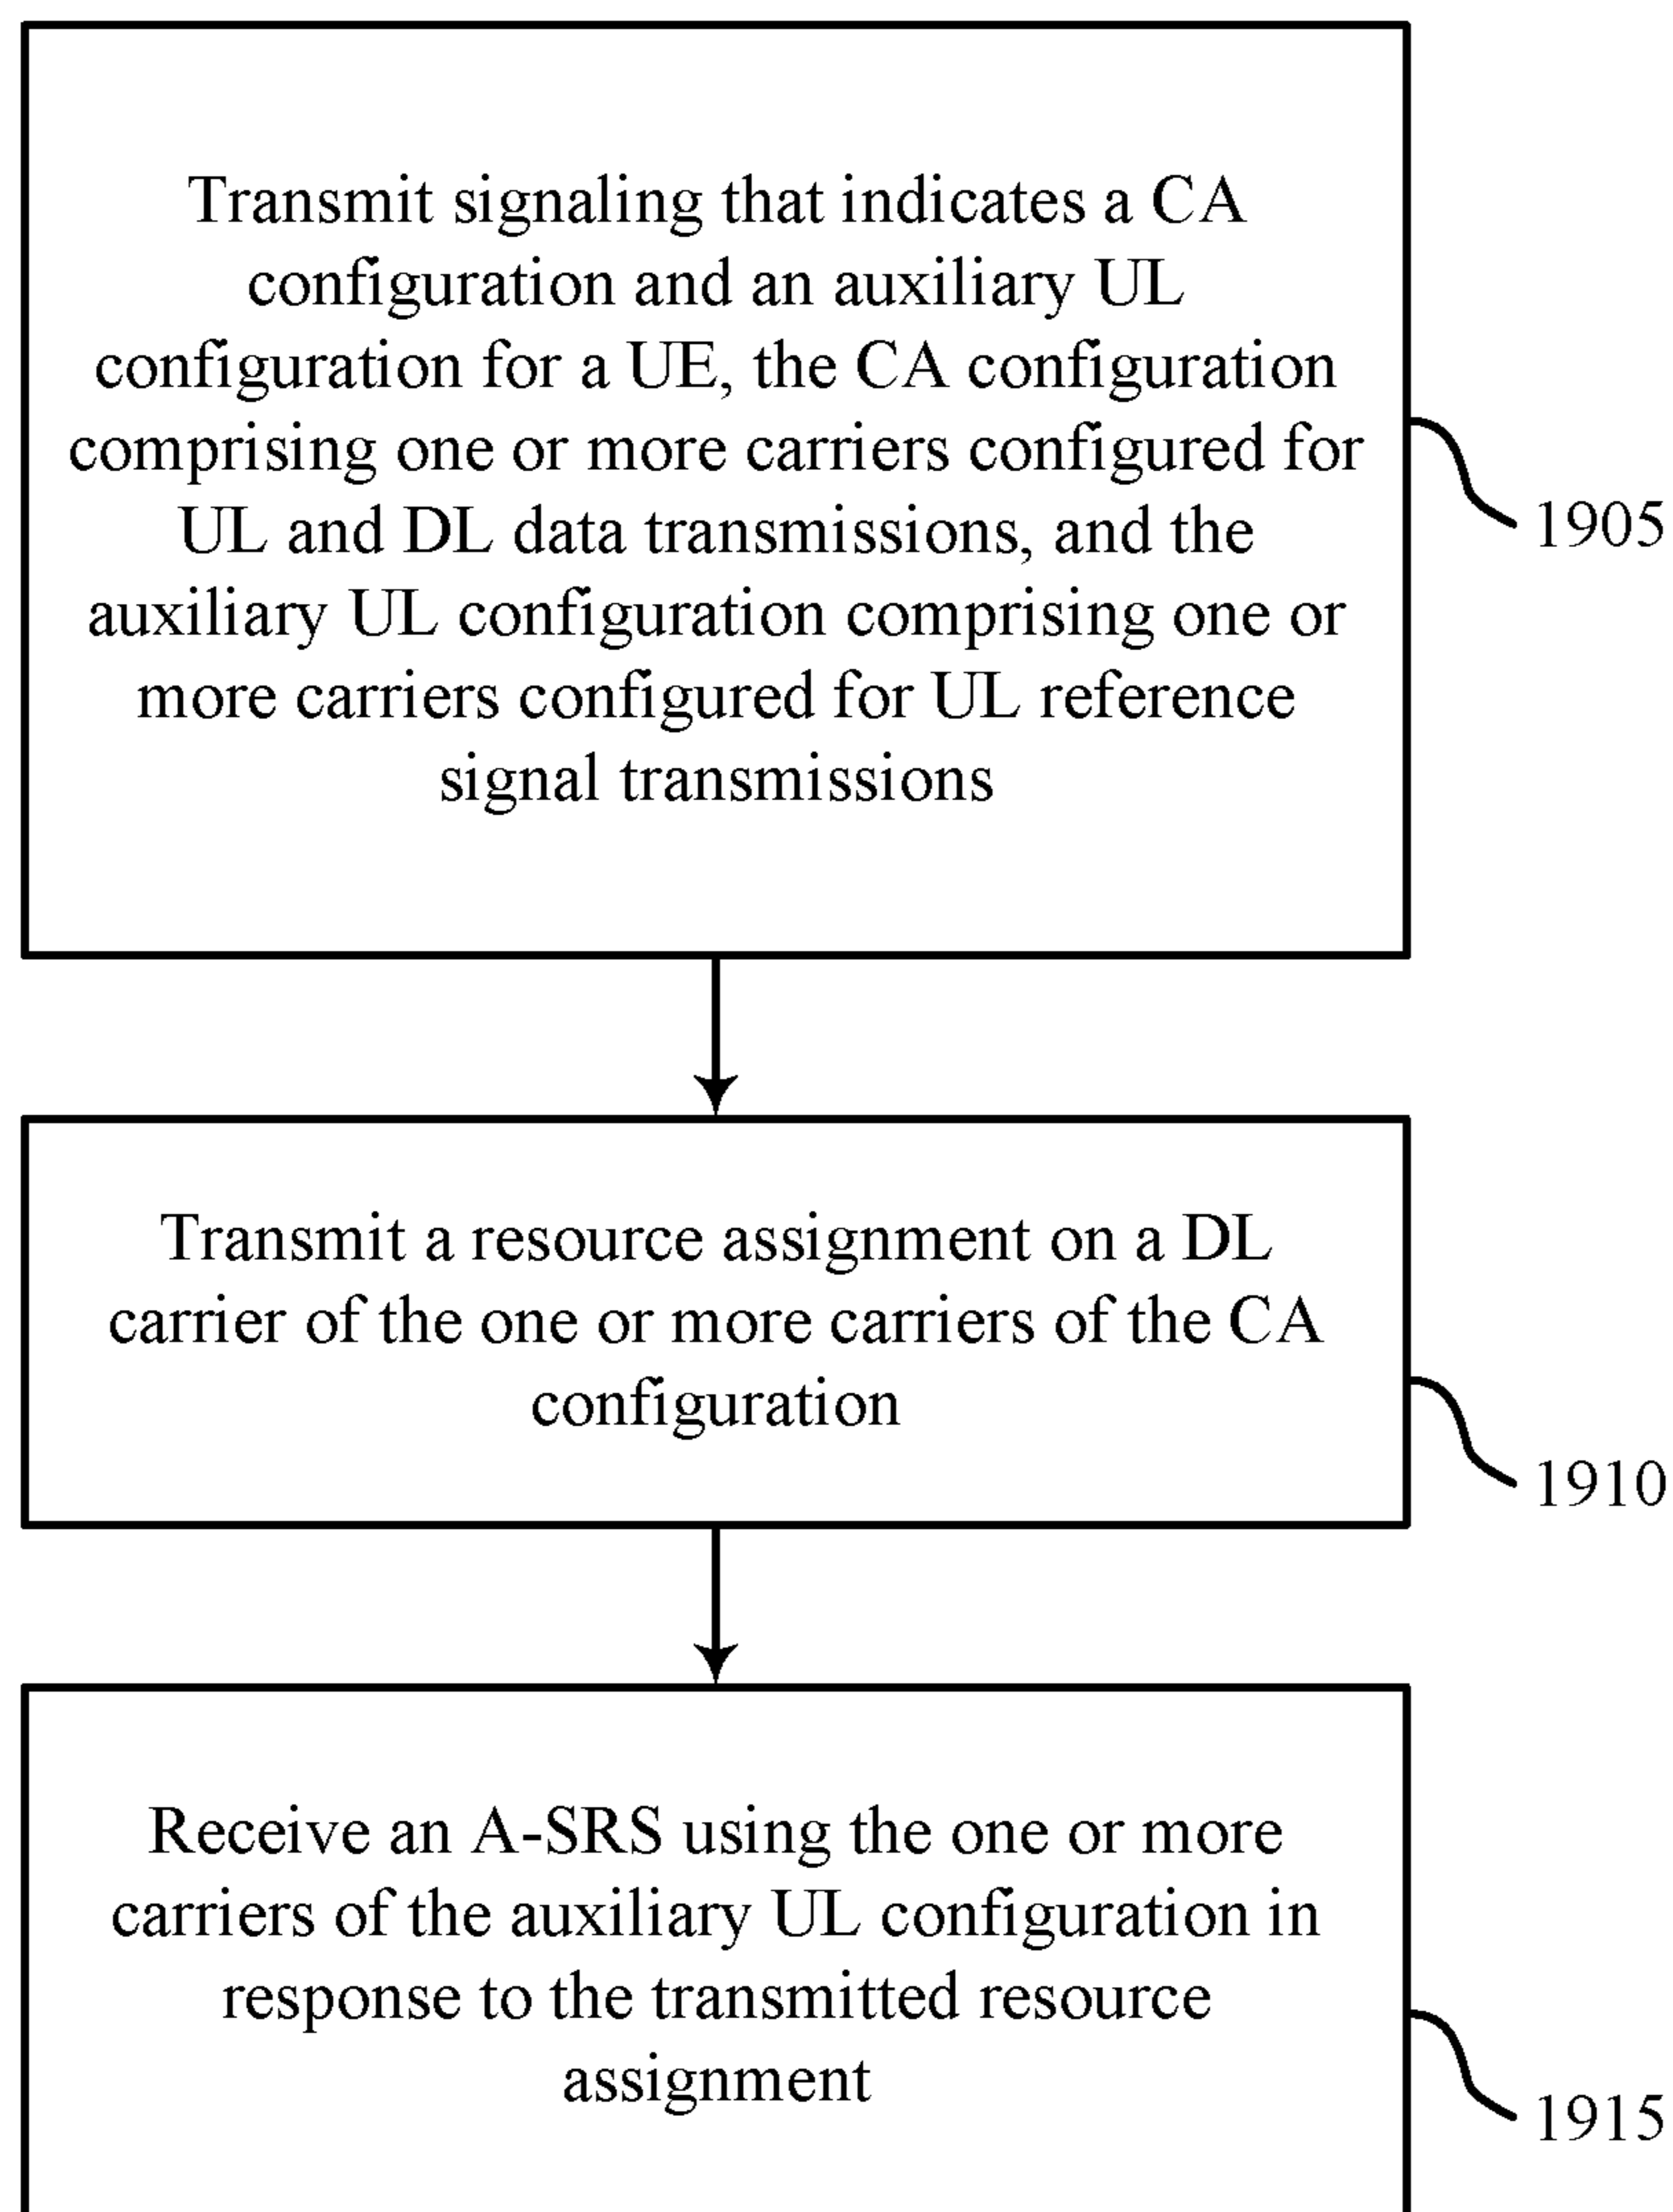 Transmit signaling that indicates a CA
configuration and an auxiliary UL
configuration for a UE, the CA configuration
comprising one or more carriers configured for
UL and DL data transmissions, and the
auxiliary UL configuration comprising one or
more carriers configured for UL reference
signal transmissions
1905
Transmit a resource assignment on a DL
carrier of the one or more carriers of the CA
configuration
1910
Receive an A-SRS using the one or more
carriers of the auxiliary UL configuration in
response to the transmitted resource
assignment
1915